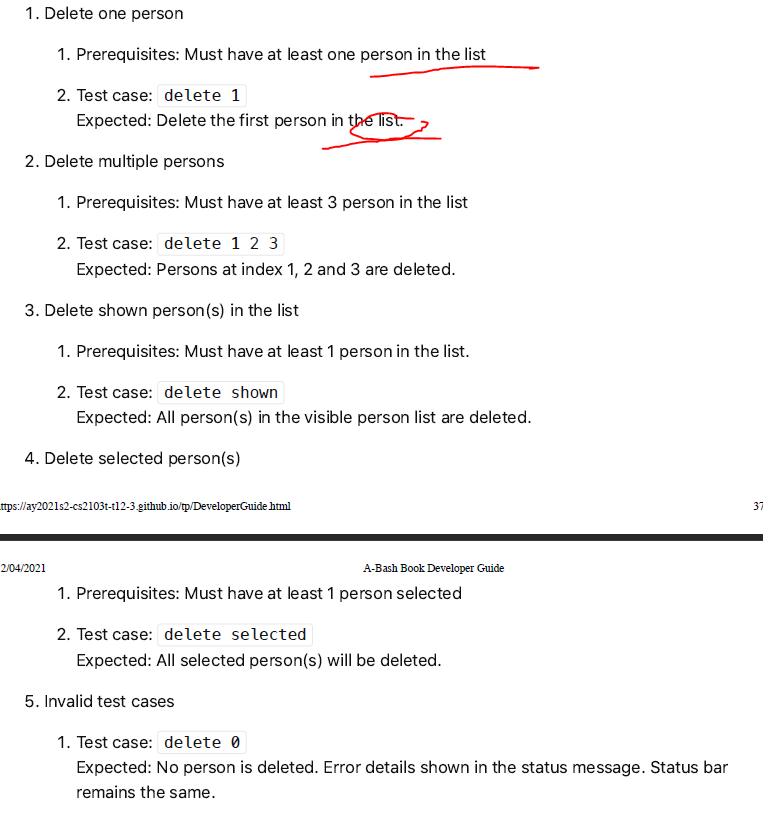 1. Delete one person
1. Prerequisites: Must have at least one person in the list
2. Test case: delete 1
Expected: Delete the first person in the list.
2. Delete multiple persons
1. Prerequisites: Must have at least 3 person in the list
2. Test case: delete 1 2 3
Expected: Persons at index 1, 2 and 3 are deleted.
3. Delete shown person(s) in the list
1. Prerequisites: Must have at least 1 person in the list.
2. Test case: delete shown
Expected: All person(s) in the visible person list are deleted.
4. Delete selected person(s)
ttps://ay2021s2-cs2103t-t12-3.github.io/tp/DeveloperGuide.html 37
2/04/2021 A-Bash Book Developer Guide
1. Prerequisites: Must have at least 1 person selected
2. Test case: delete selected
Expected: All selected person(s) will be deleted.
5. Invalid test cases
1. Test case: delete 0
Expected: No person is deleted. Error details shown in the status message. Status bar
remains the same.